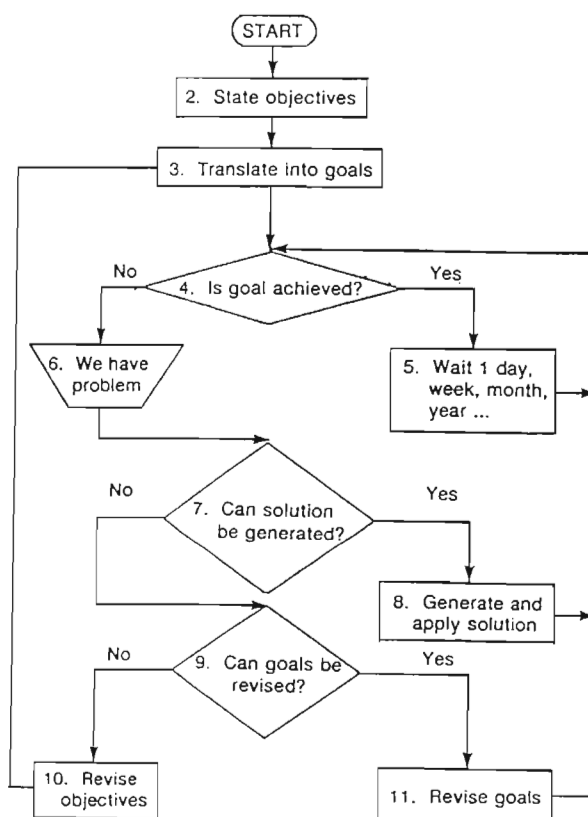 START
2. State objectives
3. Translate into goals
No
4. Is goal achieved?
Yes
6. We have
problem
5. Wait 1 day,
week, month,
year ...
No
7. Can solution
be generated?
Yes
8. Generate and
apply solution
No
9. Can goals be
revised?
Yes
10. Revise
objectives
11. Revise goals